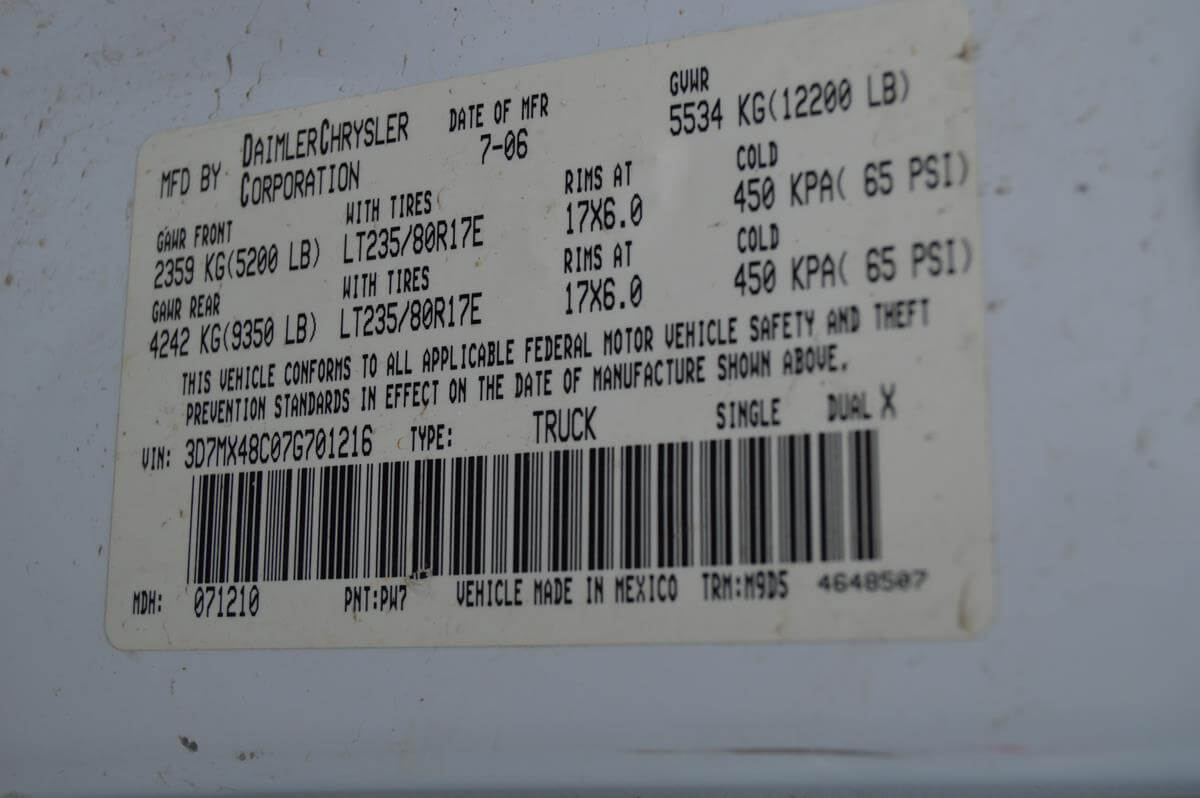 MFD BY DAIMLERCHRYSLER CORPORATION
DATE OF MFR 7-06
GVWR 5534 KG(12200 LB)
GAWR FRONT WITH TIRES RIMS AT COLD
2359 KG(5200 LB) LT235/80R17E 17X6.0 450 KPA( 65 PSI)
GAWR REAR WITH TIRES RIMS AT COLD
4242 KG(9350 LB) LT235/80R17E 17X6.0 450 KPA( 65 PSI)
THIS VEHICLE CONFORMS TO ALL APPLICABLE FEDERAL MOTOR VEHICLE SAFETY AND THEFT
PREVENTION STANDARDS IN EFFECT ON THE DATE OF MANUFACTURE SHOWN ABOVE.
VIN: 3D7MX48C07G701216 TYPE: TRUCK SINGLE DUAL X
MDH: 071210 PNT:PW7 VEHICLE MADE IN MEXICO TRM:M9D5 4648507